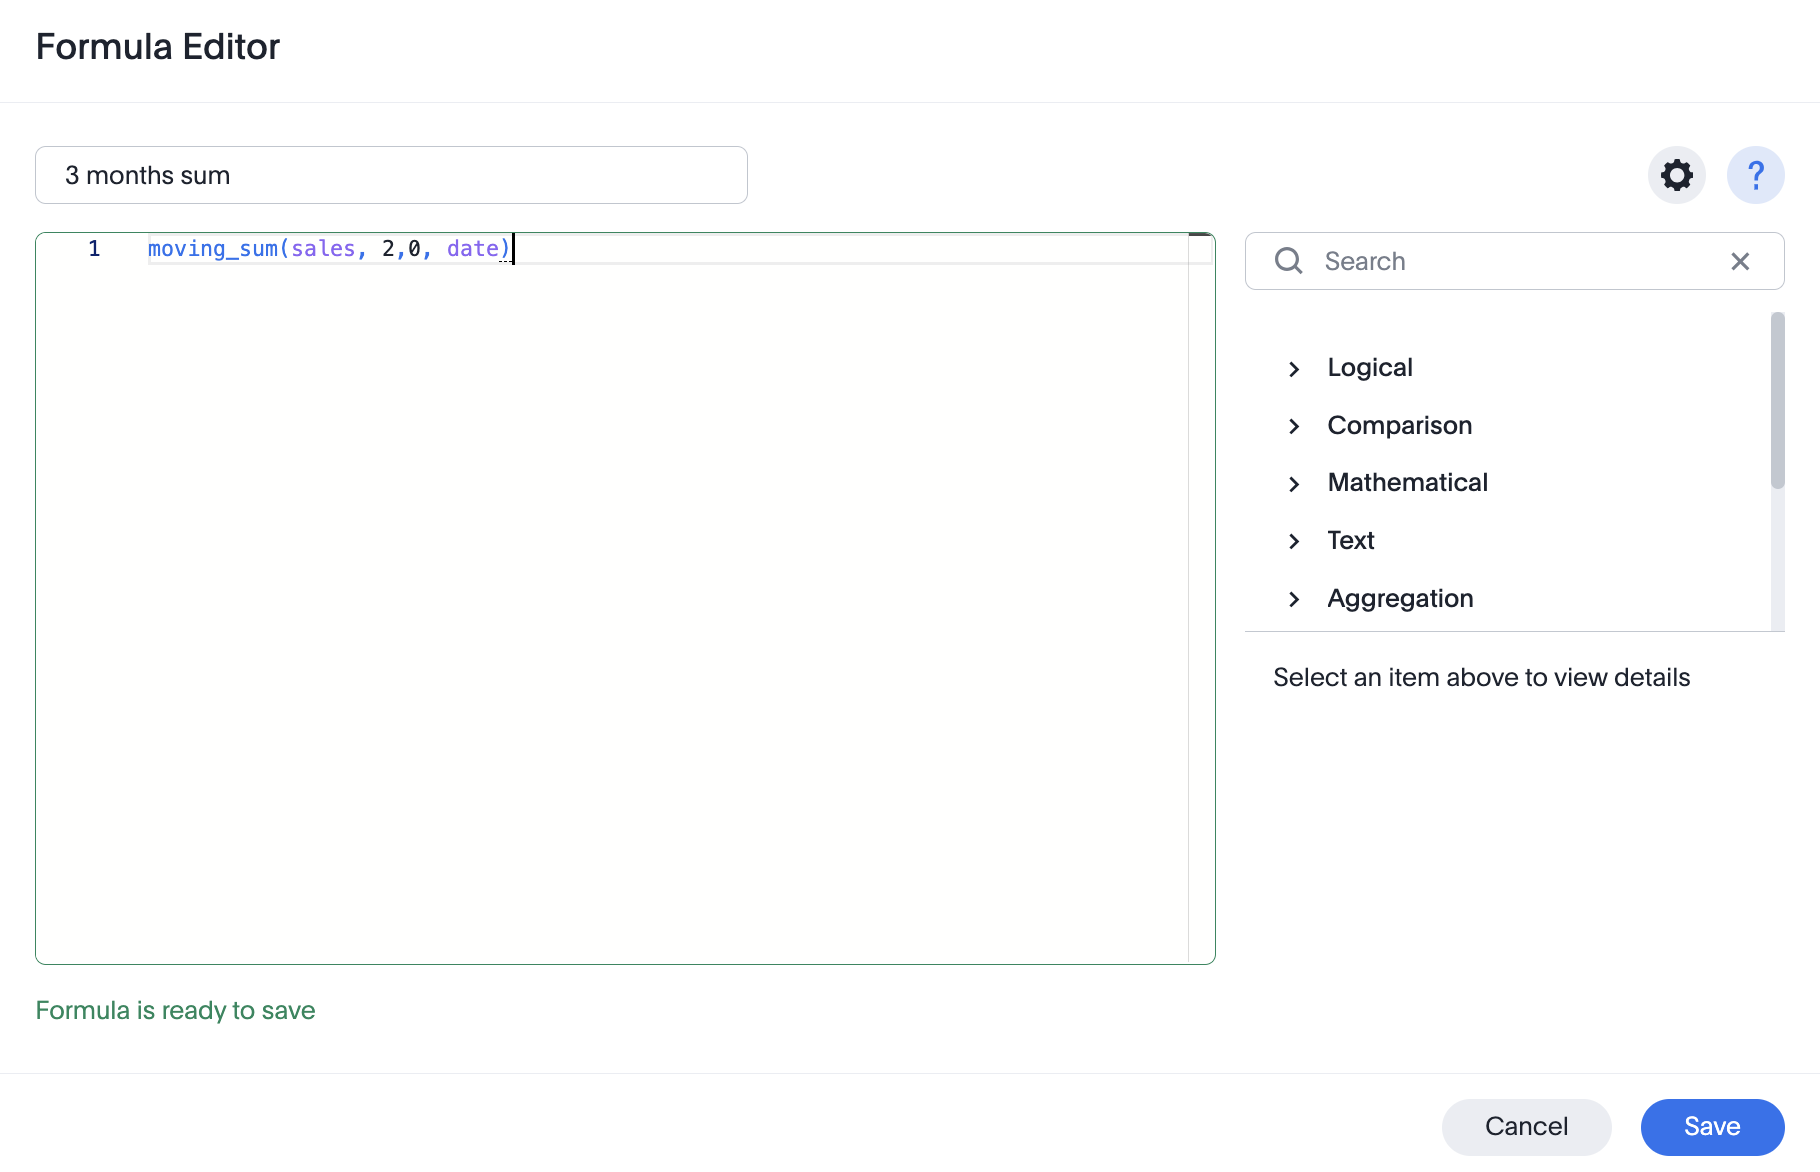 Formula Editor
3 months sum
?
1 moving_sum(sales, 2,0, date)
Search
Logical
Comparison
Mathematical
Text
Aggregation
Select an item above to view details
Formula is ready to save
Cancel
Save